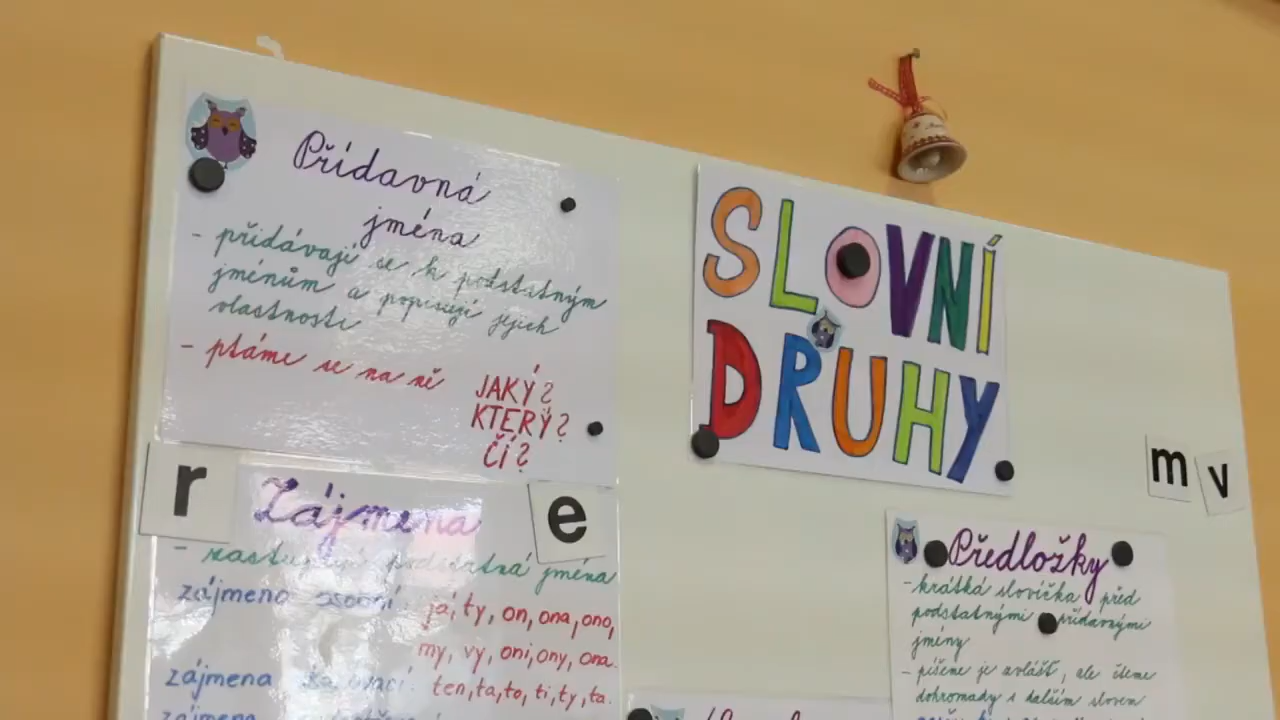 Přídavná
jména
- přidávají se k podstatným
jménům a popisují jejich
vlastnosti
- ptáme se na ně
JAKÝ?
KTERÝ?
ČÍ?
r
Zájmena
e
- zastupují podstatná jména
zájmeno osobní: já, ty, on, ona, ono,
my, vy, oni, ony, ona.
zájmena ukazovací: ten, ta, to, ti, ty, ta.
zájmena
SLOVNÍ
DRUHY
m
v
Předložky
- krátká slovíčka před
podstatnými přídavnými
jmény
- píšeme je zvlášť, ale čteme
dohromady s dalším slovem